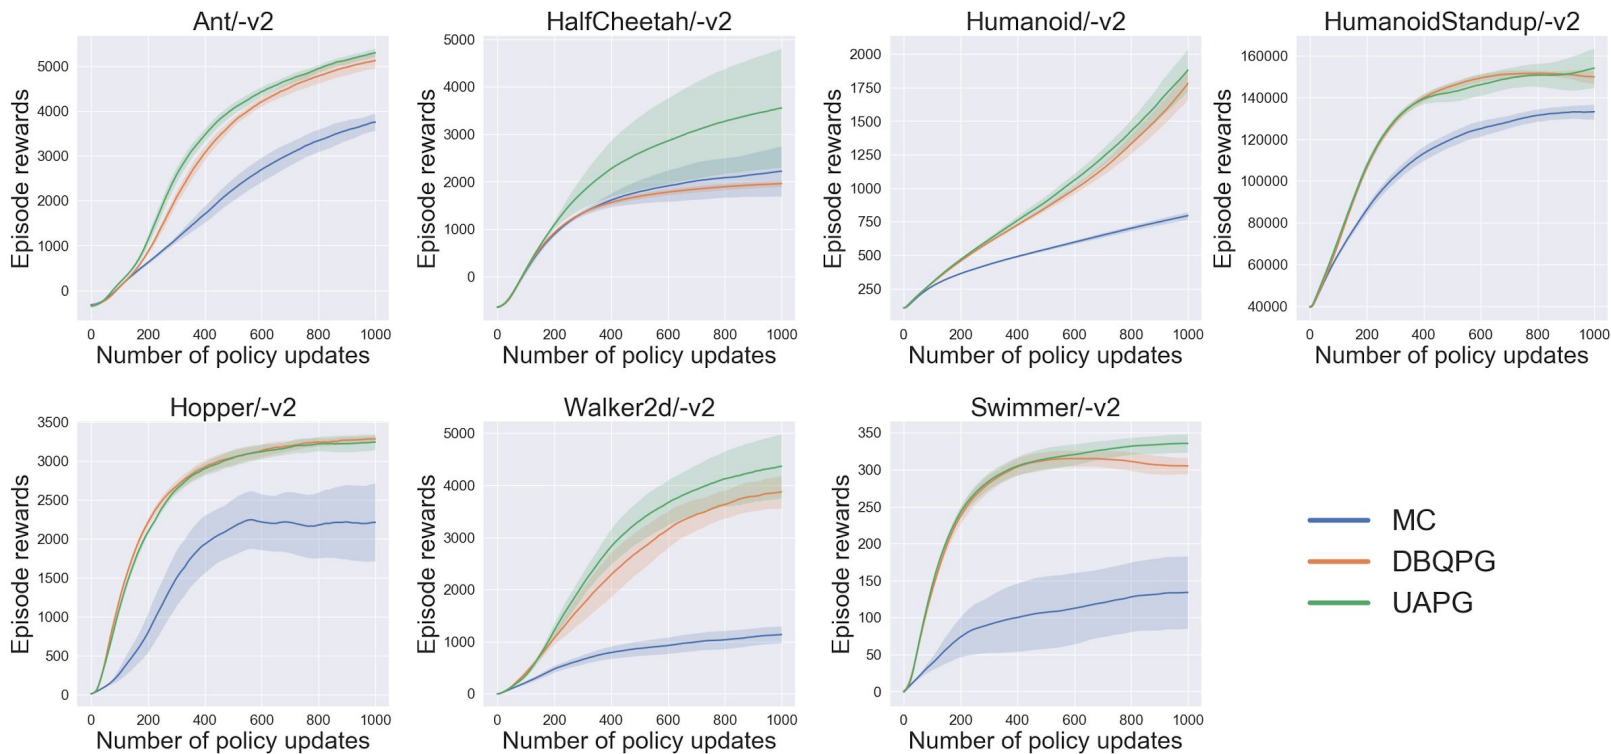 Ant/-v2
Episode rewards
5000
4000
3000
2000
1000
0
0 200 400 600 800 1000
Number of policy updates
HalfCheetah/-v2
Episode rewards
5000
4000
3000
2000
1000
0
0 200 400 600 800 1000
Number of policy updates
Humanoid/-v2
Episode rewards
2000
1750
1500
1250
1000
750
500
250
0 200 400 600 800 1000
Number of policy updates
HumanoidStandup/-v2
Episode rewards
160000
140000
120000
100000
80000
60000
40000
0 200 400 600 800 1000
Number of policy updates
Hopper/-v2
Episode rewards
3500
3000
2500
2000
1500
1000
500
0
0 200 400 600 800 1000
Number of policy updates
Walker2d/-v2
Episode rewards
5000
4000
3000
2000
1000
0
0 200 400 600 800 1000
Number of policy updates
Swimmer/-v2
Episode rewards
350
300
250
200
150
100
50
0
0 200 400 600 800 1000
Number of policy updates
MC
DBQPG
UAPG